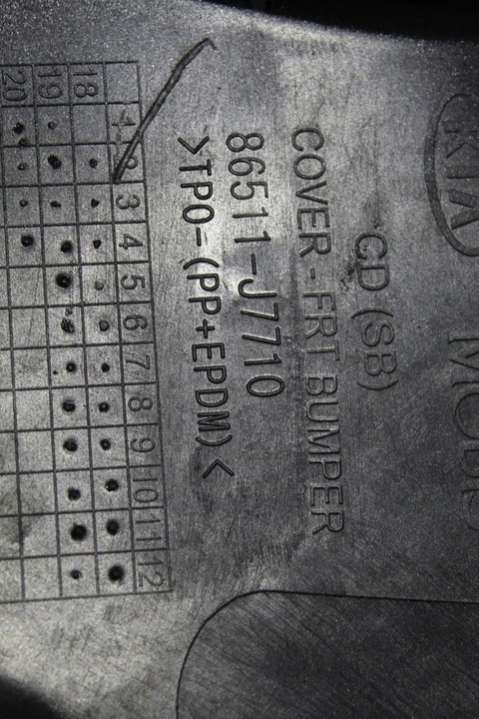 KIA MOBIS
CD(SB)
COVER-FRT BUMPER
86511-J7710
>TPO-(PP+EPDM)<
1 2 3 4 5 6 7 8 9 10 11 12
18
19
20